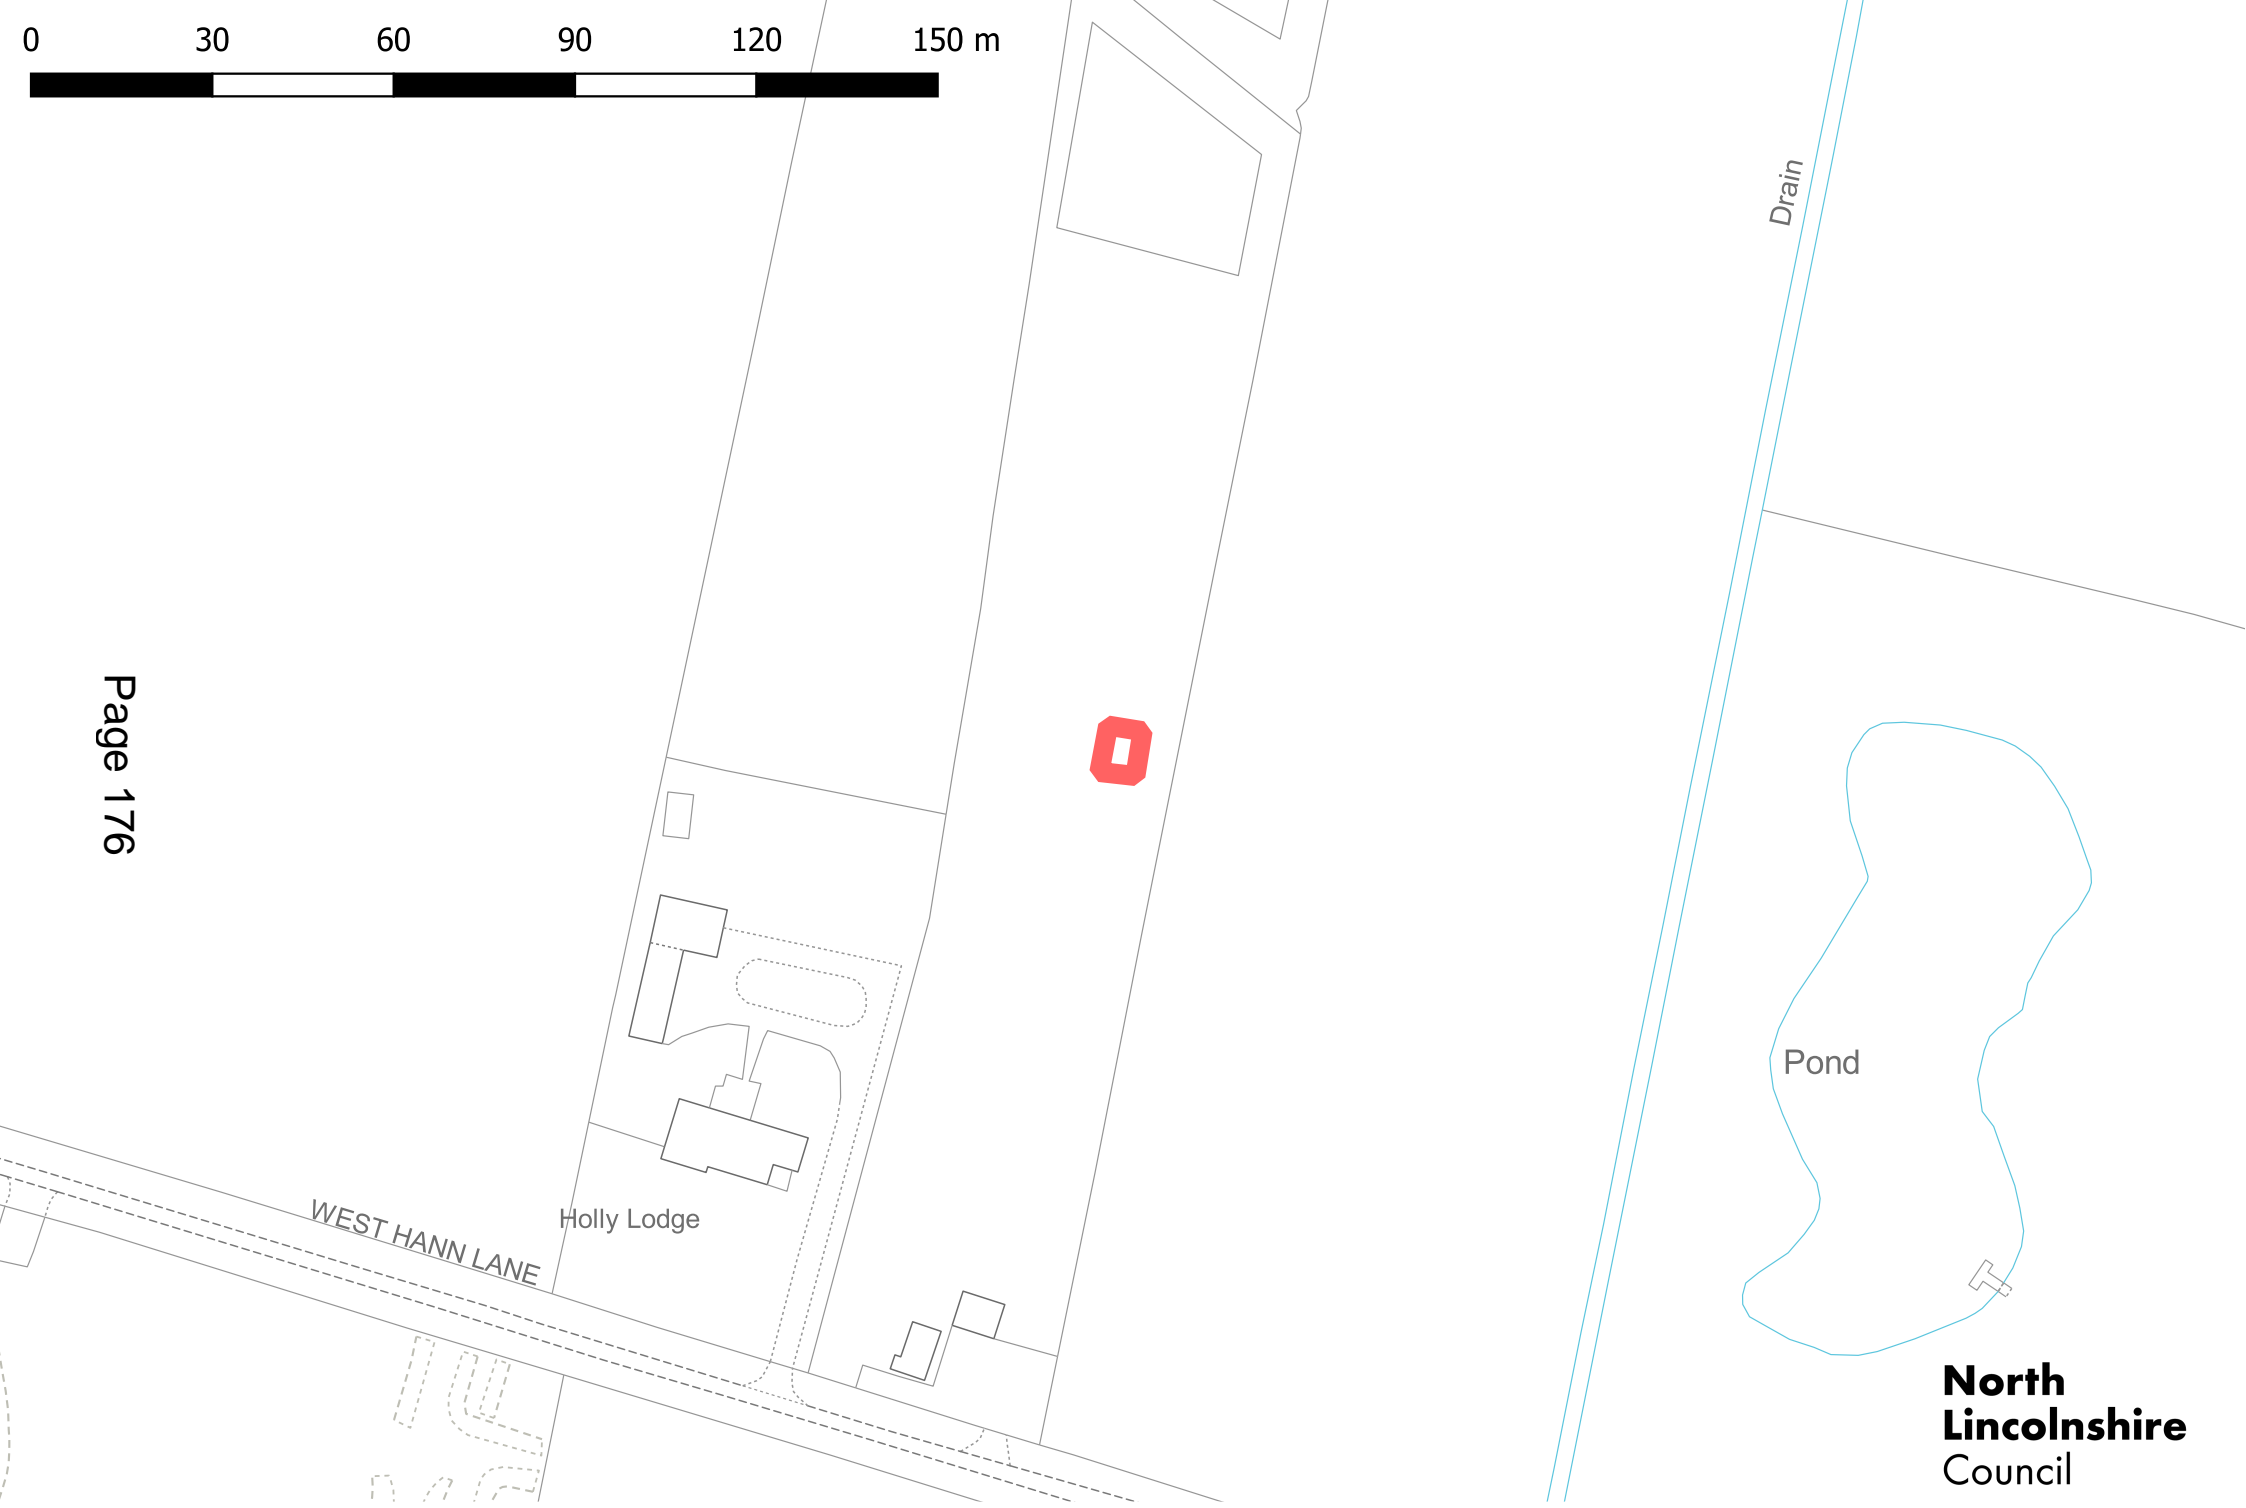 0 30 60 90 120 150 m
Drain
Page 176
Pond
WEST HANN LANE
Holly Lodge
North
Lincolnshire
Council